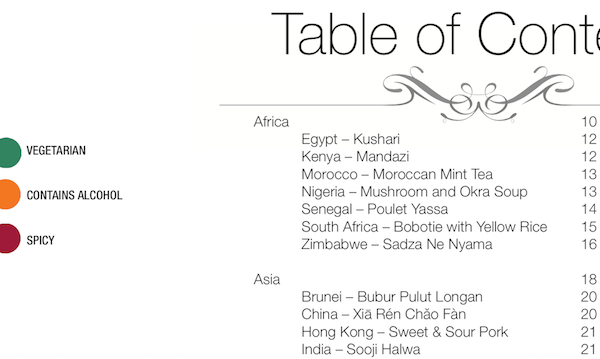 Table of Conte
Africa 10
Egypt – Kushari 12
Kenya – Mandazi 12
Morocco – Moroccan Mint Tea 13
Nigeria – Mushroom and Okra Soup 13
Senegal – Poulet Yassa 14
South Africa – Bobotie with Yellow Rice 15
Zimbabwe – Sadza Ne Nyama 16
Asia 18
Brunei – Bubur Pulut Longan 20
China – Xiā Rén Chǎo Fàn 20
Hong Kong – Sweet & Sour Pork 21
India – Sooji Halwa 21
VEGETARIAN
CONTAINS ALCOHOL
SPICY